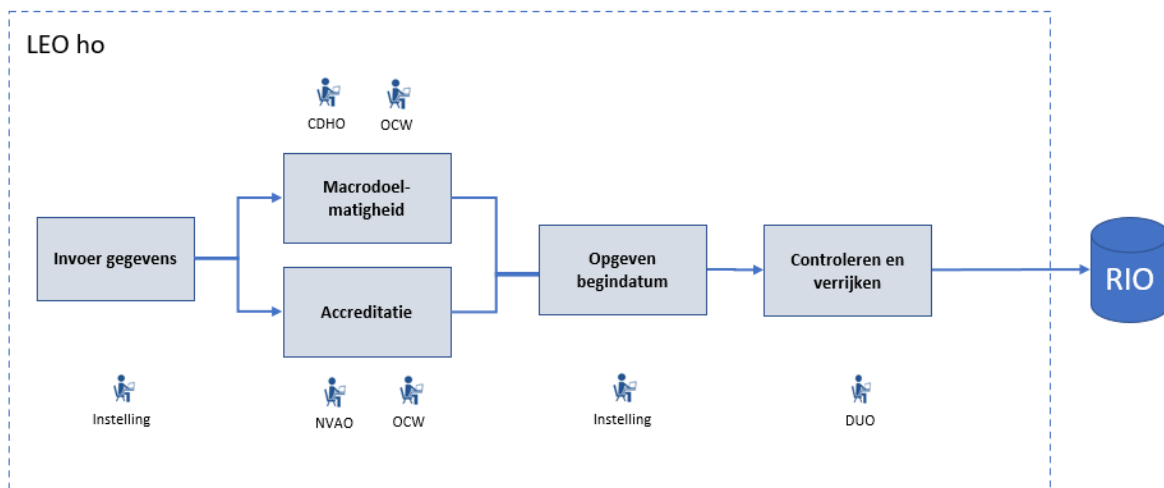 LEO ho
CDHO
OCW
Macrodoel-
matigheid
Invoer gegevens
Opgeven
begindatum
Controleren en
verrijken
RIO
Accreditatie
Instelling
NVAO
OCW
Instelling
DUO